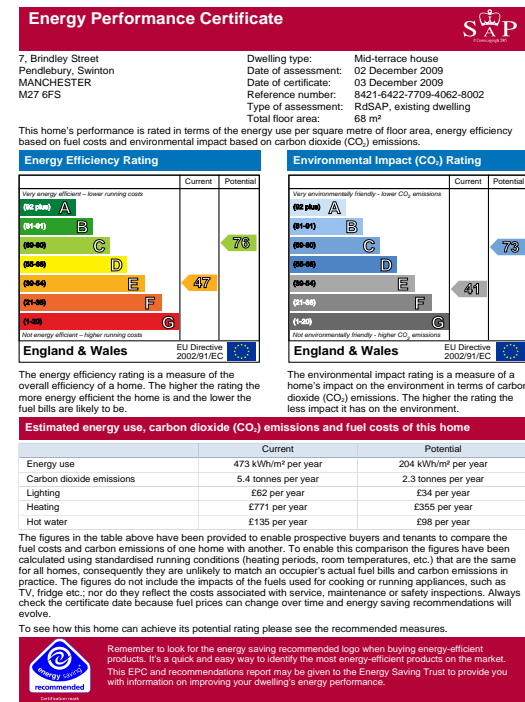 Energy Performance Certificate
SAP
7, Brindley Street
Pendlebury, Swinton
MANCHESTER
M27 6FS
Dwelling type: Mid-terrace house
Date of assessment: 02 December 2009
Date of certificate: 03 December 2009
Reference number: 8421-6422-7709-4062-8002
Type of assessment: RdSAP, existing dwelling
Total floor area: 68 m²
This home's performance is rated in terms of the energy use per square metre of floor area, energy efficiency
based on fuel costs and environmental impact based on carbon dioxide (CO₂) emissions.
Energy Efficiency Rating
Current Potential
Very energy efficient – lower running costs
(92 plus) A
(81-91) B
(69-80) C
(55-68) D
(39-54) E
(21-38) F
(1-20) G
47
76
Not energy efficient – higher running costs
England & Wales
EU Directive
2002/91/EC
Environmental Impact (CO₂) Rating
Current Potential
Very environmentally friendly - lower CO₂ emissions
(92 plus) A
(81-91) B
(69-80) C
(55-68) D
(39-54) E
(21-38) F
(1-20) G
41
73
Not environmentally friendly - higher CO₂ emissions
England & Wales
EU Directive
2002/91/EC
The energy efficiency rating is a measure of the
overall efficiency of a home. The higher the rating the
more energy efficient the home is and the lower the
fuel bills are likely to be.
The environmental impact rating is a measure of a
home's impact on the environment in terms of carbon
dioxide (CO₂) emissions. The higher the rating the
less impact it has on the environment.
Estimated energy use, carbon dioxide (CO₂) emissions and fuel costs of this home
Current Potential
Energy use 473 kWh/m² per year 204 kWh/m² per year
Carbon dioxide emissions 5.4 tonnes per year 2.3 tonnes per year
Lighting £62 per year £34 per year
Heating £771 per year £355 per year
Hot water £135 per year £98 per year
The figures in the table above have been provided to enable prospective buyers and tenants to compare the
fuel costs and carbon emissions of one home with another. To enable this comparison the figures have been
calculated using standardised running conditions (heating periods, room temperatures, etc.) that are the same
for all homes, consequently they are unlikely to match an occupier's actual fuel bills and carbon emissions in
practice. The figures do not include the impacts of the fuels used for cooking or running appliances, such as
TV, fridge etc.; nor do they reflect the costs associated with service, maintenance or safety inspections. Always
check the certificate date because fuel prices can change over time and energy saving recommendations will
evolve.
To see how this home can achieve its potential rating please see the recommended measures.
energy saving
recommended
Certification mark
Remember to look for the energy saving recommended logo when buying energy-efficient
products. It's a quick and easy way to identify the most energy-efficient products on the market.
This EPC and recommendations report may be given to the Energy Saving Trust to provide you
with information on improving your dwelling's energy performance.